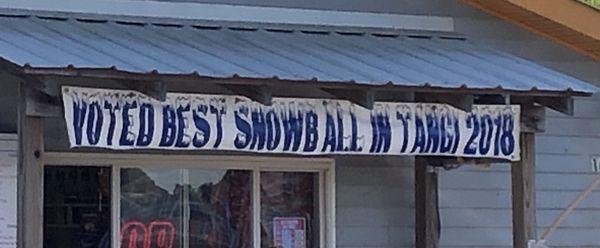 VOTED BEST SNOWBALL IN TANGI 2018